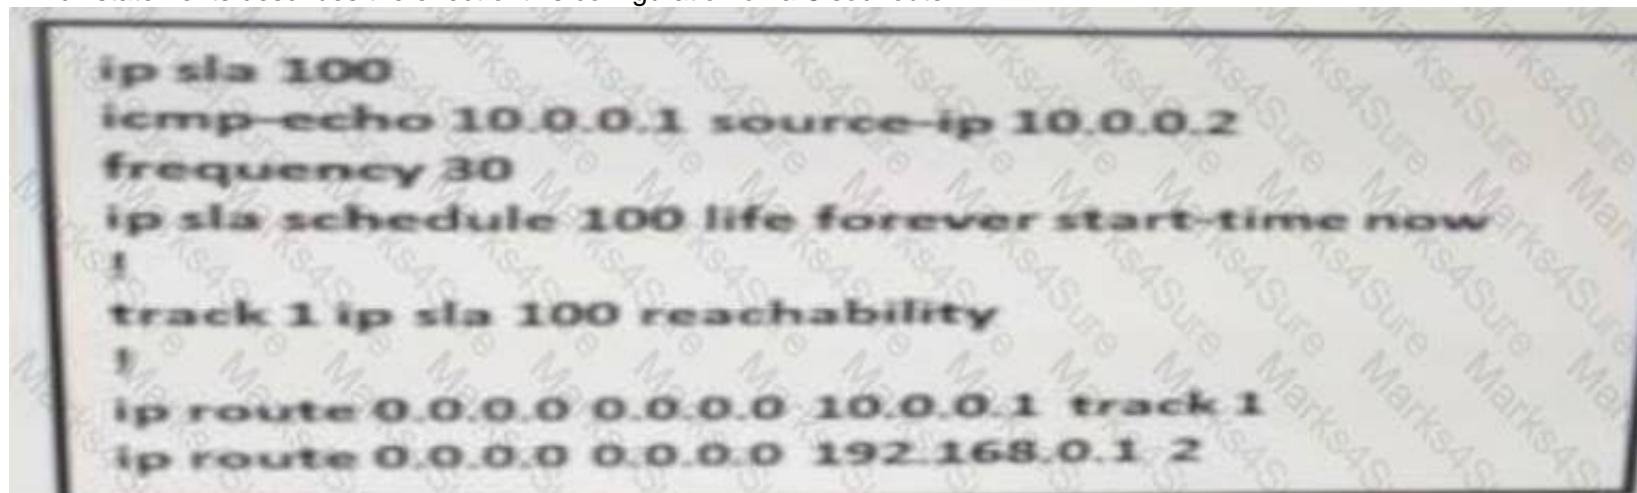 ip sla 100
icmp-echo 10.0.0.1 source-ip 10.0.0.2
frequency 30
ip sla schedule 100 life forever start-time now
!
track 1 ip sla 100 reachability
!
ip route 0.0.0.0 0.0.0.0 10.0.0.1 track 1
ip route 0.0.0.0 0.0.0.0 192.168.0.1 2
Marks4Sure